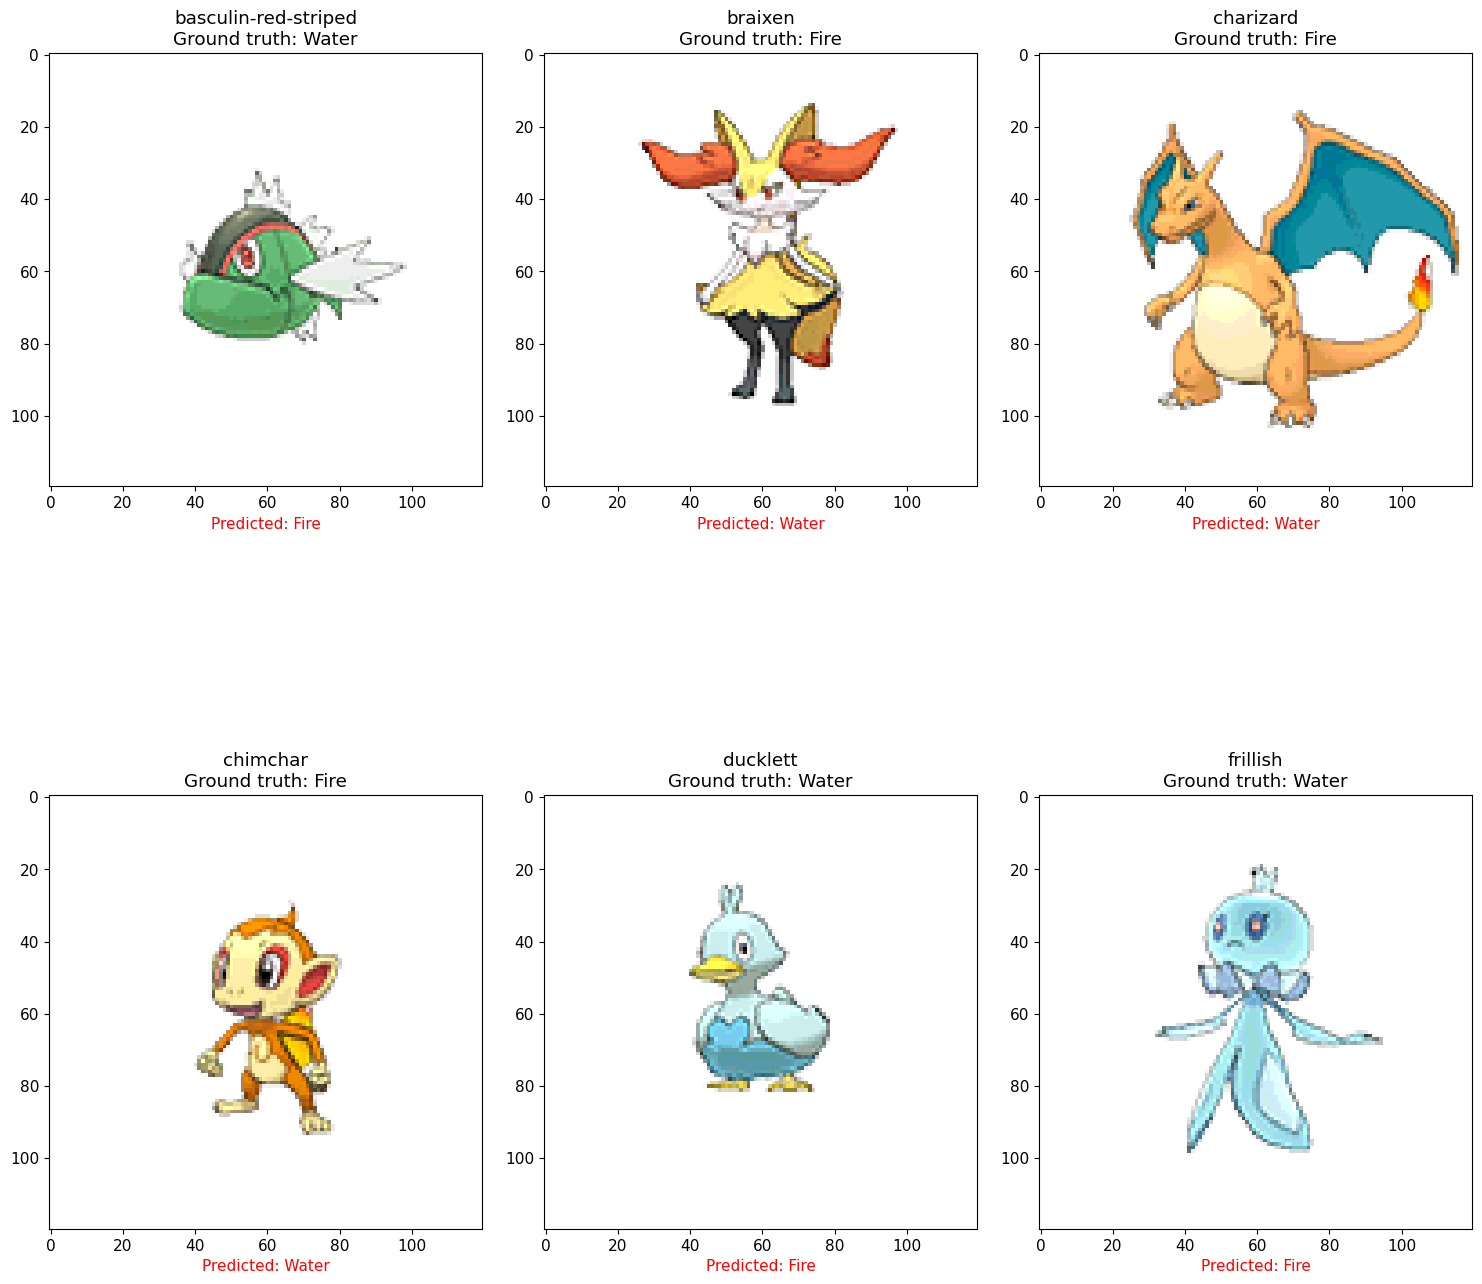 basculin-red-striped
Ground truth: Water
braixen
Ground truth: Fire
charizard
Ground truth: Fire
0
20
40
60
80
100
0 20 40 60 80 100
Predicted: Fire
0
20
40
60
80
100
0 20 40 60 80 100
Predicted: Water
0
20
40
60
80
100
0 20 40 60 80 100
Predicted: Water
chimchar
Ground truth: Fire
ducklett
Ground truth: Water
frillish
Ground truth: Water
0
20
40
60
80
100
0 20 40 60 80 100
Predicted: Water
0
20
40
60
80
100
0 20 40 60 80 100
Predicted: Fire
0
20
40
60
80
100
0 20 40 60 80 100
Predicted: Fire